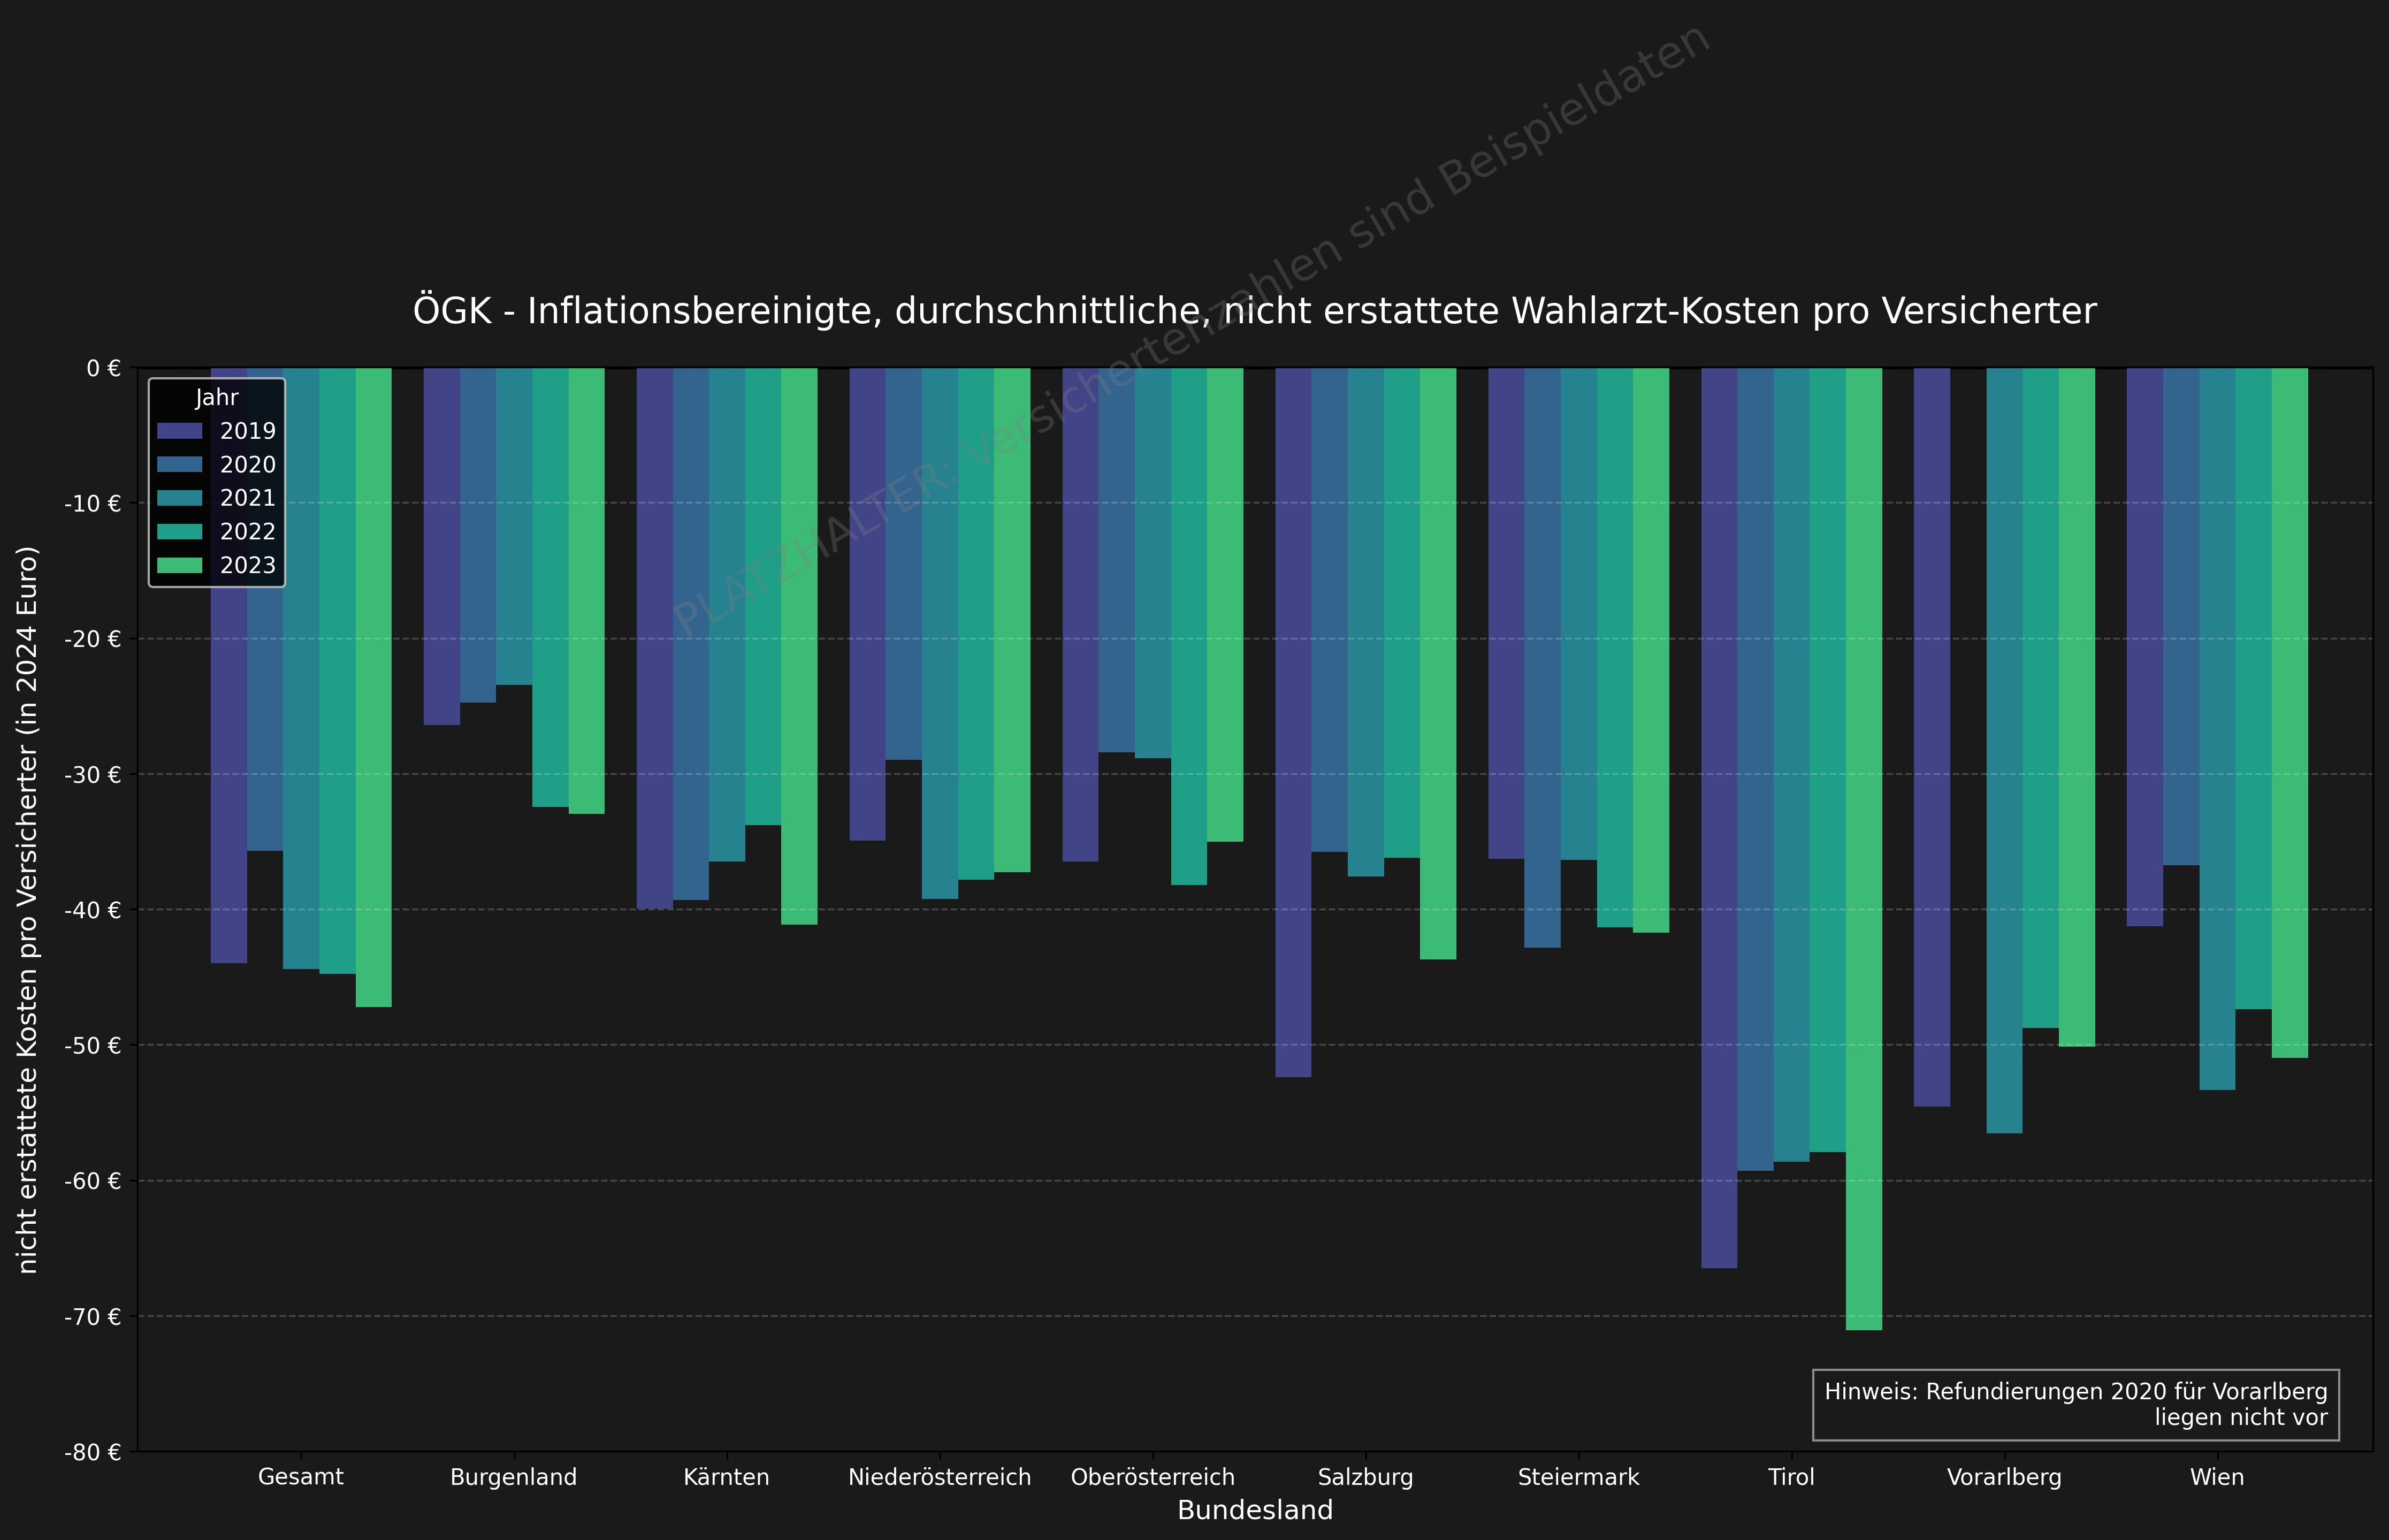 PLATZHALTER: Versichertenzahlen sind Beispieldaten
ÖGK - Inflationsbereinigte, durchschnittliche, nicht erstattete Wahlarzt-Kosten pro Versicherter
nicht erstattete Kosten pro Versicherter (in 2024 Euro)
0 €
-10 €
-20 €
-30 €
-40 €
-50 €
-60 €
-70 €
-80 €
Jahr
2019
2020
2021
2022
2023
Hinweis: Refundierungen 2020 für Vorarlberg
liegen nicht vor
Gesamt
Burgenland
Kärnten
Niederösterreich
Oberösterreich
Salzburg
Steiermark
Tirol
Vorarlberg
Wien
Bundesland